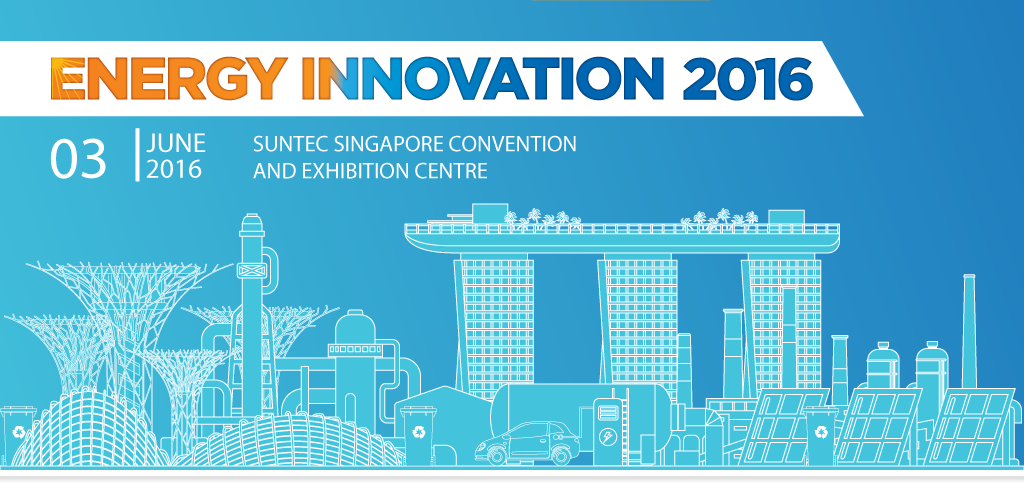 ENERGY INNOVATION 2016
03
JUNE
2016
SUNTEC SINGAPORE CONVENTION
AND EXHIBITION CENTRE